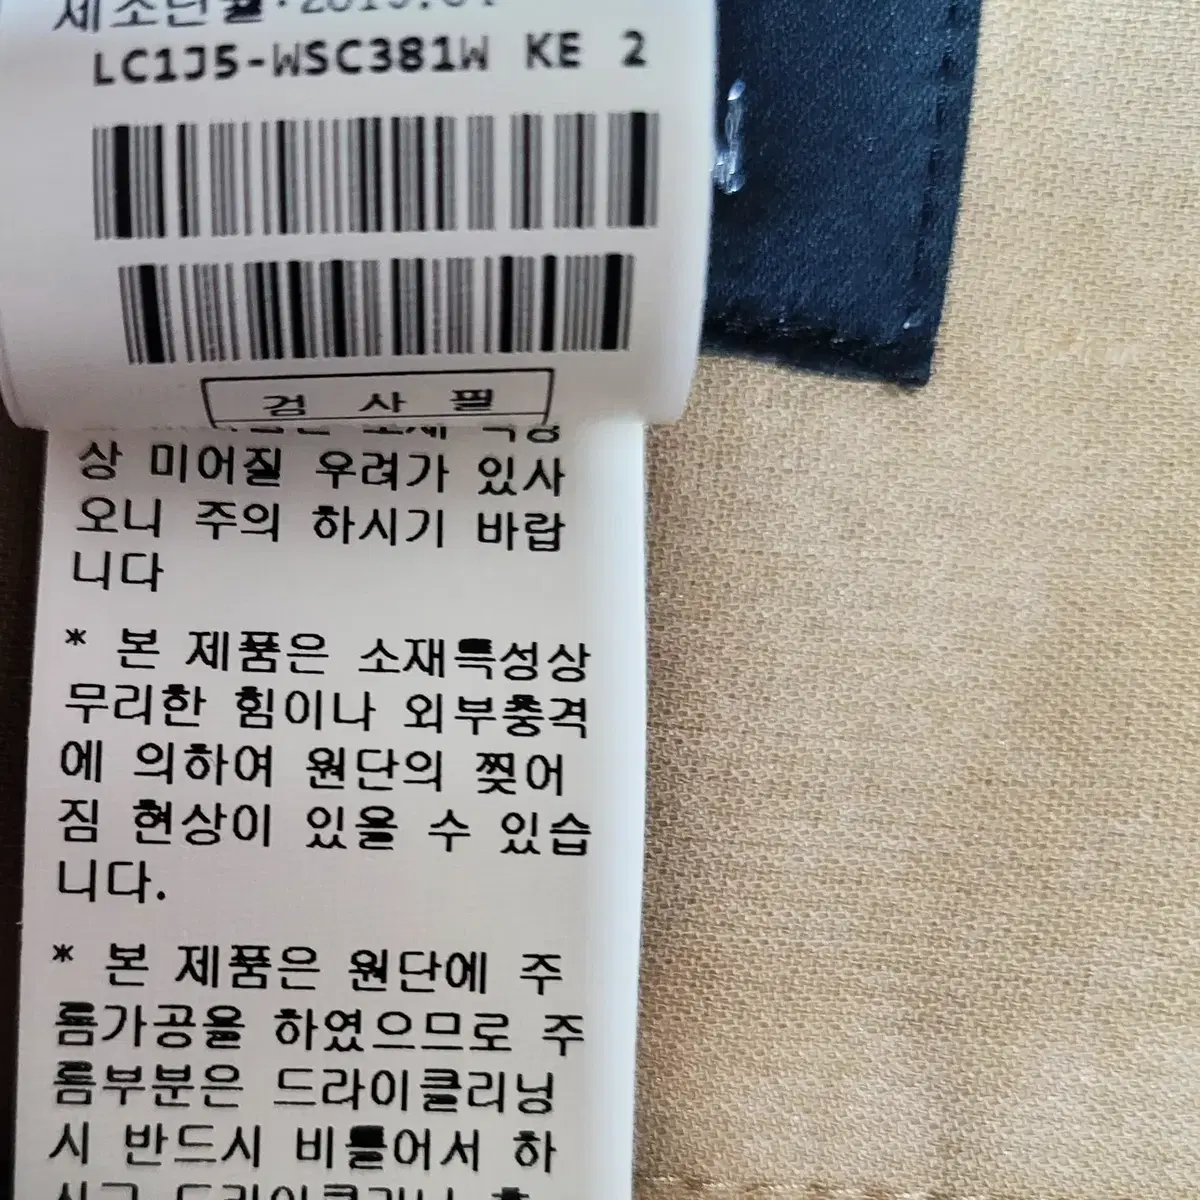 LC1J5-WSC381W KE 2
검 사 필
상 미어질 우려가 있사
오니 주의 하시기 바랍
니다
* 본 제품은 소재특성상
무리한 힘이나 외부충격
에 의하여 원단의 찢어
짐 현상이 있을 수 있습
니다.
* 본 제품은 원단에 주
름가공을 하였으므로 주
름부분은 드라이클리닝
시 반드시 비틀어서 하